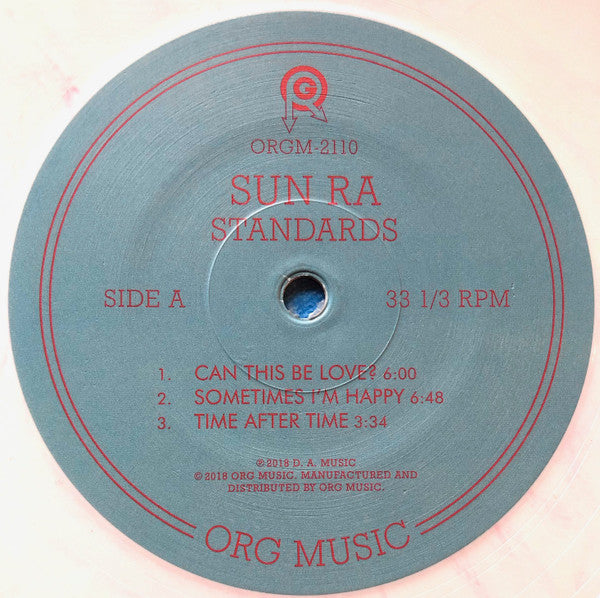 ORG
ORGM-2110
SUN RA
STANDARDS
SIDE A
33 1/3 RPM
1. CAN THIS BE LOVE? 6:00
2. SOMETIMES I'M HAPPY 6:48
3. TIME AFTER TIME 3:34
℗ 2018 D. A. MUSIC
© 2018 ORG MUSIC. MANUFACTURED AND
DISTRIBUTED BY ORG MUSIC.
ORG MUSIC